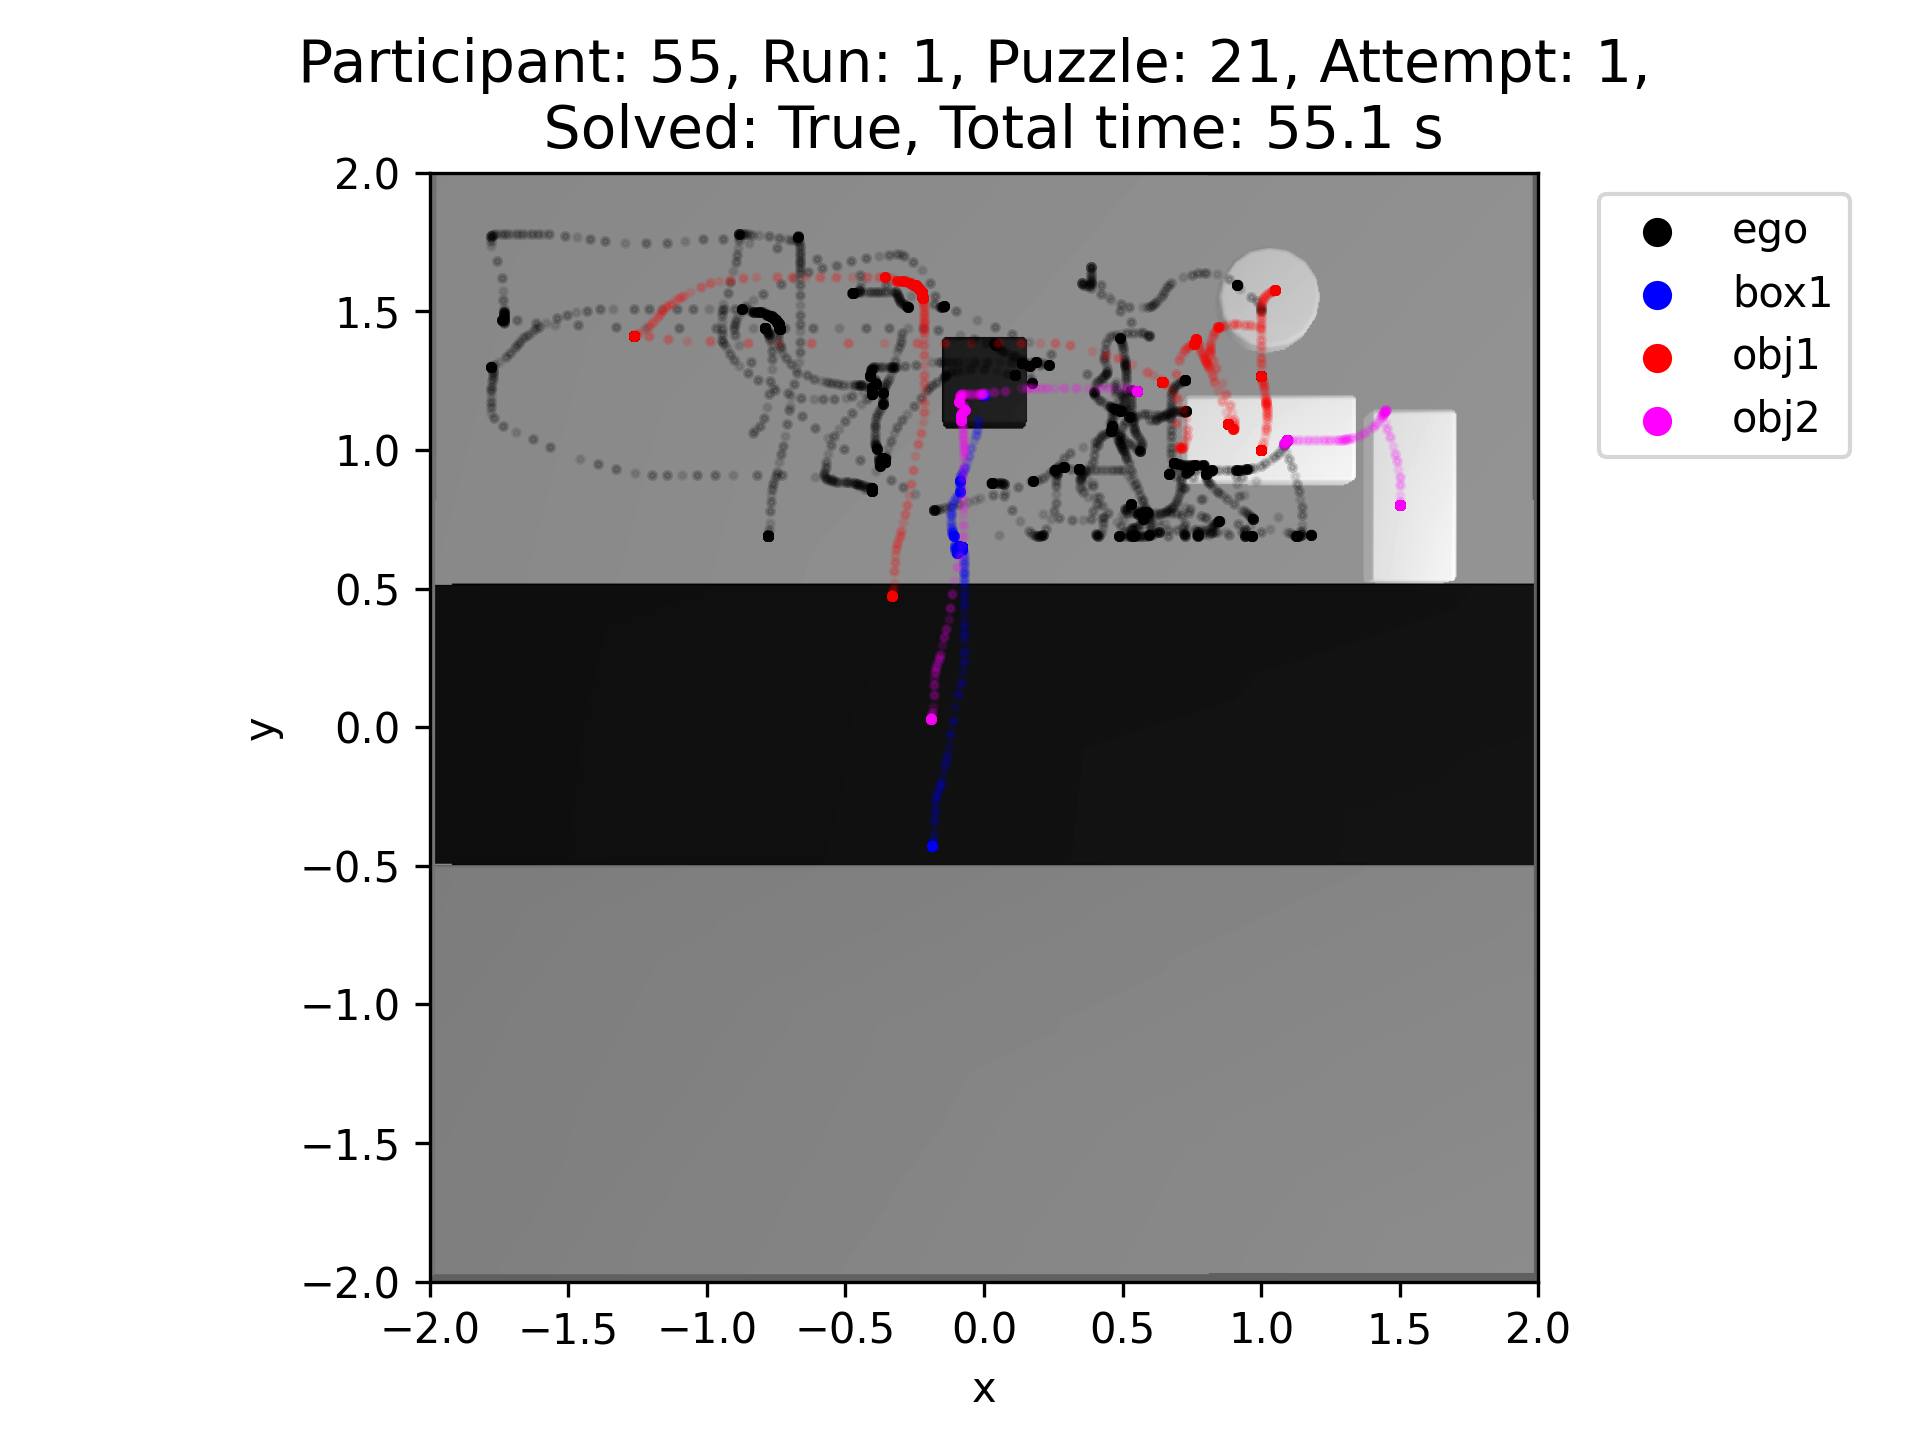 Participant: 55, Run: 1, Puzzle: 21, Attempt: 1,
Solved: True, Total time: 55.1 s
ego
box1
obj1
obj2
2.0
1.5
1.0
0.5
0.0
−0.5
−1.0
−1.5
−2.0
y
−2.0 −1.5 −1.0 −0.5 0.0 0.5 1.0 1.5 2.0
x